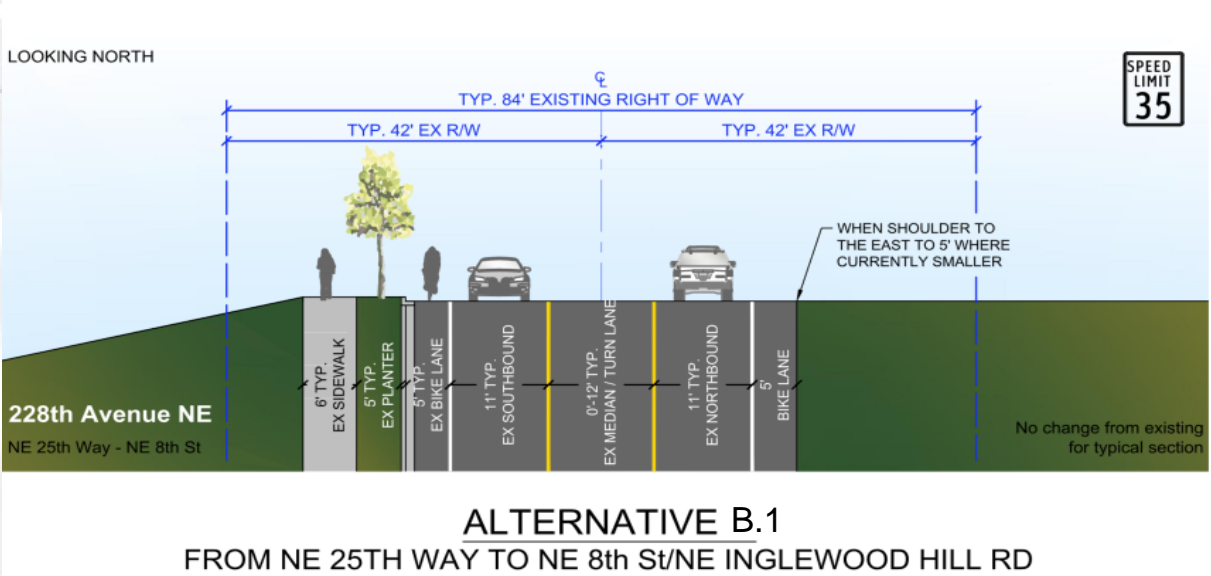 LOOKING NORTH
SPEED
LIMIT
35
℄
TYP. 84' EXISTING RIGHT OF WAY
TYP. 42' EX R/W
TYP. 42' EX R/W
WHEN SHOULDER TO
THE EAST TO 5' WHERE
CURRENTLY SMALLER
6' TYP.
EX SIDEWALK
5' TYP.
EX PLANTER
5' TYP.
EX BIKE LANE
11' TYP.
EX SOUTHBOUND
0'-12' TYP.
EX MEDIAN / TURN LANE
11' TYP.
EX NORTHBOUND
5'
BIKE LANE
228th Avenue NE
NE 25th Way - NE 8th St
No change from existing
for typical section
ALTERNATIVE B.1
FROM NE 25TH WAY TO NE 8th St/NE INGLEWOOD HILL RD